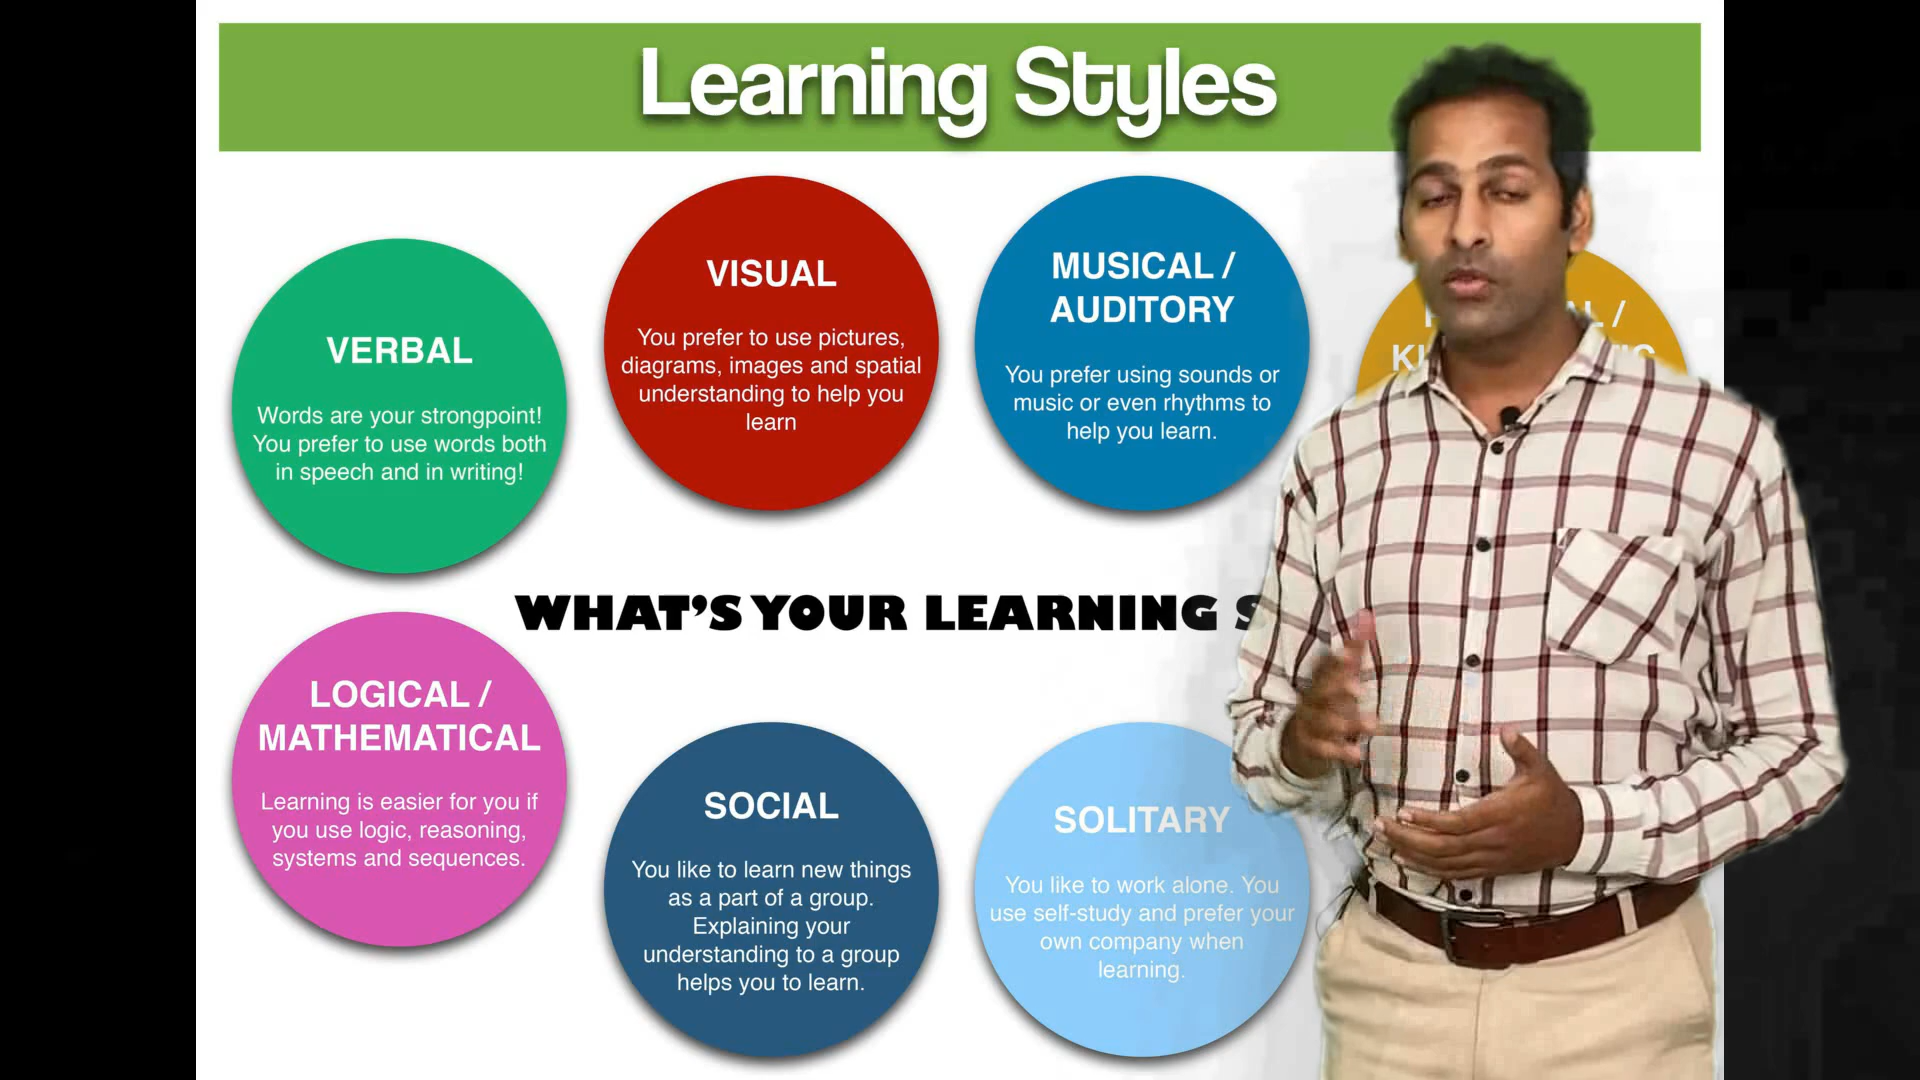 Learning Styles
VERBAL
Words are your strongpoint!
You prefer to use words both
in speech and in writing!
VISUAL
You prefer to use pictures,
diagrams, images and spatial
understanding to help you
learn
MUSICAL /
AUDITORY
You prefer using sounds or
music or even rhythms to
help you learn.
WHAT'S YOUR LEARNING
LOGICAL /
MATHEMATICAL
Learning is easier for you if
you use logic, reasoning,
systems and sequences.
SOCIAL
You like to learn new things
as a part of a group.
Explaining your
understanding to a group
helps you to learn.
SOLITARY
You like to work alone. You
use self-study and prefer your
own company when
learning.